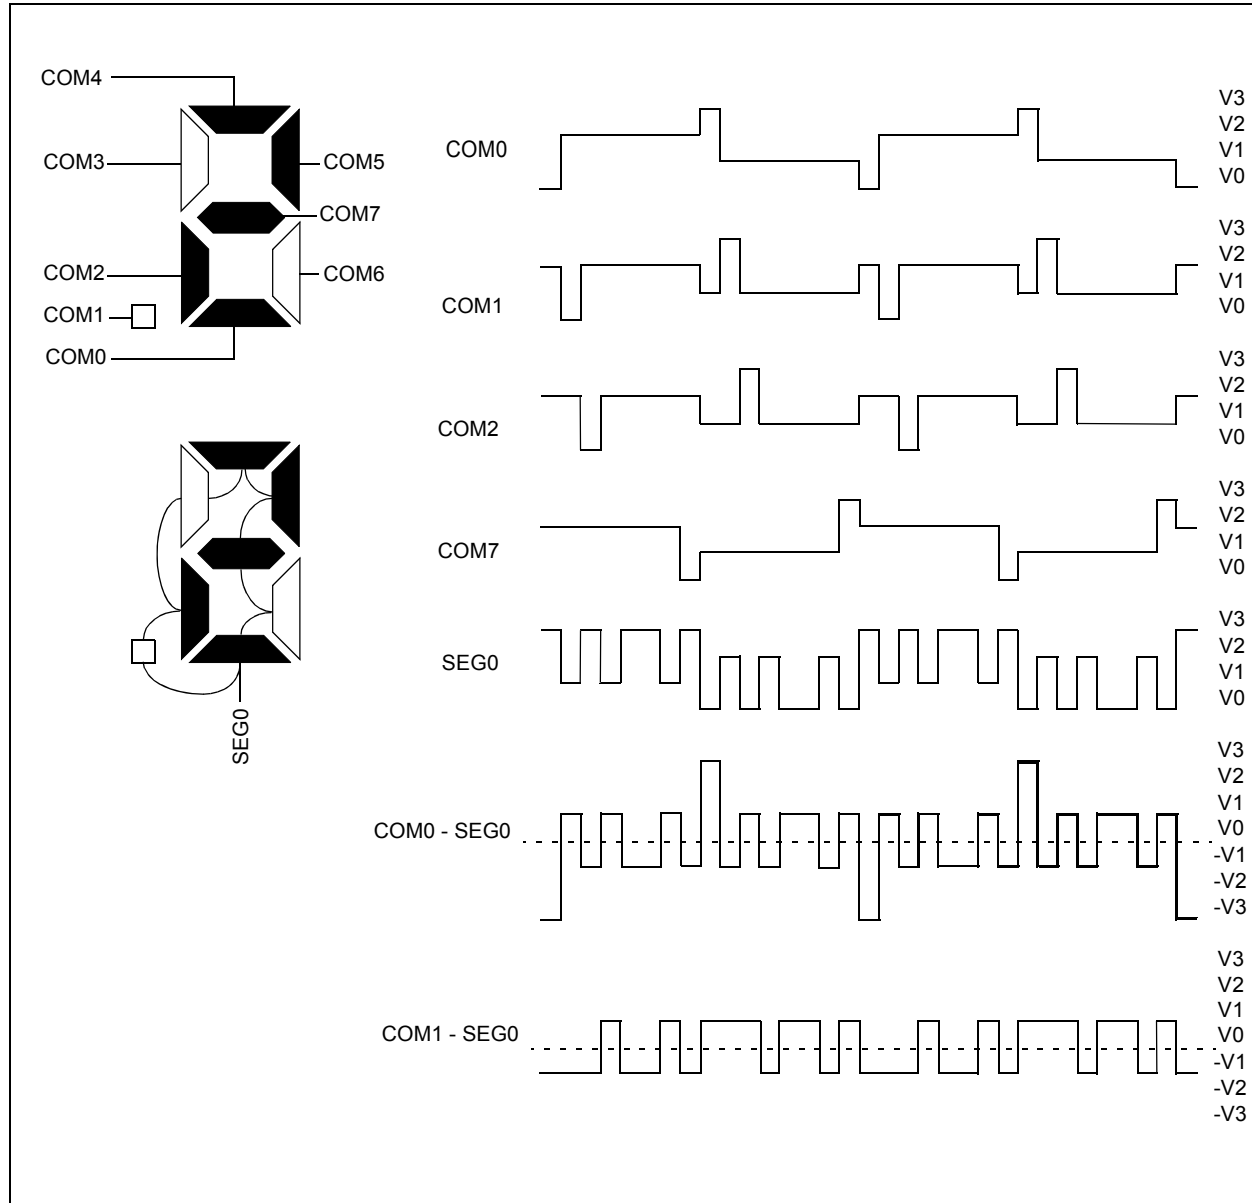 COM4
COM3
COM5
COM7
COM2
COM6
COM1
COM0
SEG0
COM0
V3
V2
V1
V0
COM1
V3
V2
V1
V0
COM2
V3
V2
V1
V0
COM7
V3
V2
V1
V0
SEG0
V3
V2
V1
V0
COM0 - SEG0
V3
V2
V1
V0
-V1
-V2
-V3
COM1 - SEG0
V3
V2
V1
V0
-V1
-V2
-V3